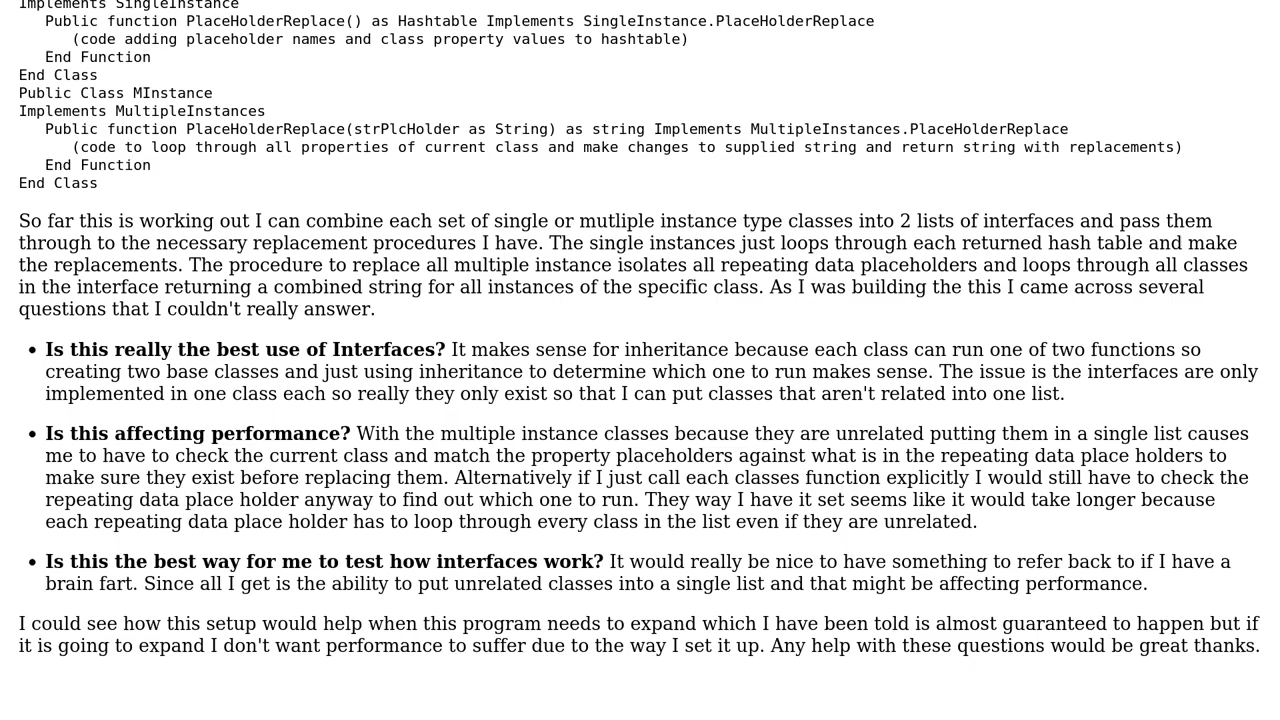 Implements SingleInstance
Public function PlaceHolderReplace() as Hashtable Implements SingleInstance.PlaceHolderReplace
(code adding placeholder names and class property values to hashtable)
End Function
End Class
Public Class MInstance
Implements MultipleInstances
Public function PlaceHolderReplace(strPlcHolder as String) as string Implements MultipleInstances.PlaceHolderReplace
(code to loop through all properties of current class and make changes to supplied string and return string with replacements)
End Function
End Class
So far this is working out I can combine each set of single or mutliple instance type classes into 2 lists of interfaces and pass them
through to the necessary replacement procedures I have. The single instances just loops through each returned hash table and make
the replacements. The procedure to replace all multiple instance isolates all repeating data placeholders and loops through all classes
in the interface returning a combined string for all instances of the specific class. As I was building the this I came across several
questions that I couldn't really answer.
• Is this really the best use of Interfaces? It makes sense for inheritance because each class can run one of two functions so
creating two base classes and just using inheritance to determine which one to run makes sense. The issue is the interfaces are only
implemented in one class each so really they only exist so that I can put classes that aren't related into one list.
• Is this affecting performance? With the multiple instance classes because they are unrelated putting them in a single list causes
me to have to check the current class and match the property placeholders against what is in the repeating data place holders to
make sure they exist before replacing them. Alternatively if I just call each classes function explicitly I would still have to check the
repeating data place holder anyway to find out which one to run. They way I have it set seems like it would take longer because
each repeating data place holder has to loop through every class in the list even if they are unrelated.
• Is this the best way for me to test how interfaces work? It would really be nice to have something to refer back to if I have a
brain fart. Since all I get is the ability to put unrelated classes into a single list and that might be affecting performance.
I could see how this setup would help when this program needs to expand which I have been told is almost guaranteed to happen but if
it is going to expand I don't want performance to suffer due to the way I set it up. Any help with these questions would be great thanks.